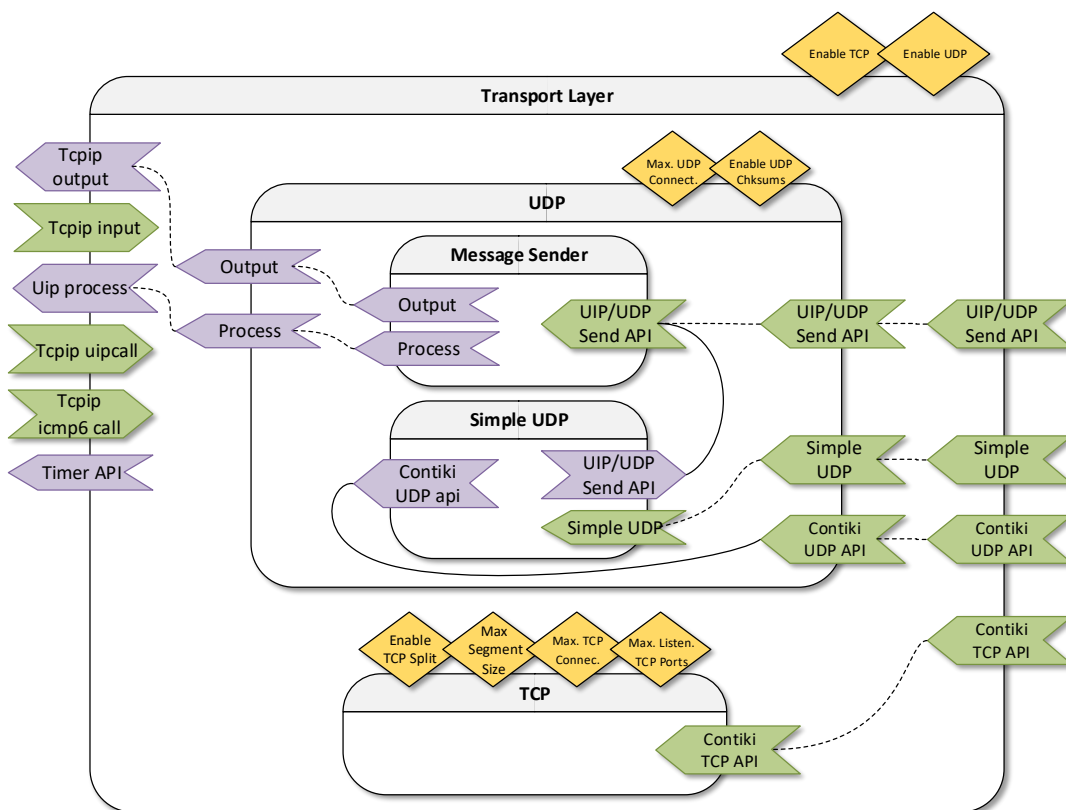 Enable TCP
Enable UDP
Transport Layer
Tcpip
output
Tcpip input
Uip process
Tcpip uipcall
Tcpip
icmp6 call
Timer API
Max. UDP
Connect.
Enable UDP
Chksums
UDP
Output
Process
Message Sender
Output
Process
UIP/UDP
Send API
UIP/UDP
Send API
UIP/UDP
Send API
Simple UDP
Contiki
UDP api
UIP/UDP
Send API
Simple UDP
Simple
UDP
Simple
UDP
Contiki
UDP API
Contiki
UDP API
Enable
TCP Split
Max
Segment
Size
Max. TCP
Connec.
Max. Listen.
TCP Ports
TCP
Contiki
TCP API
Contiki
TCP API